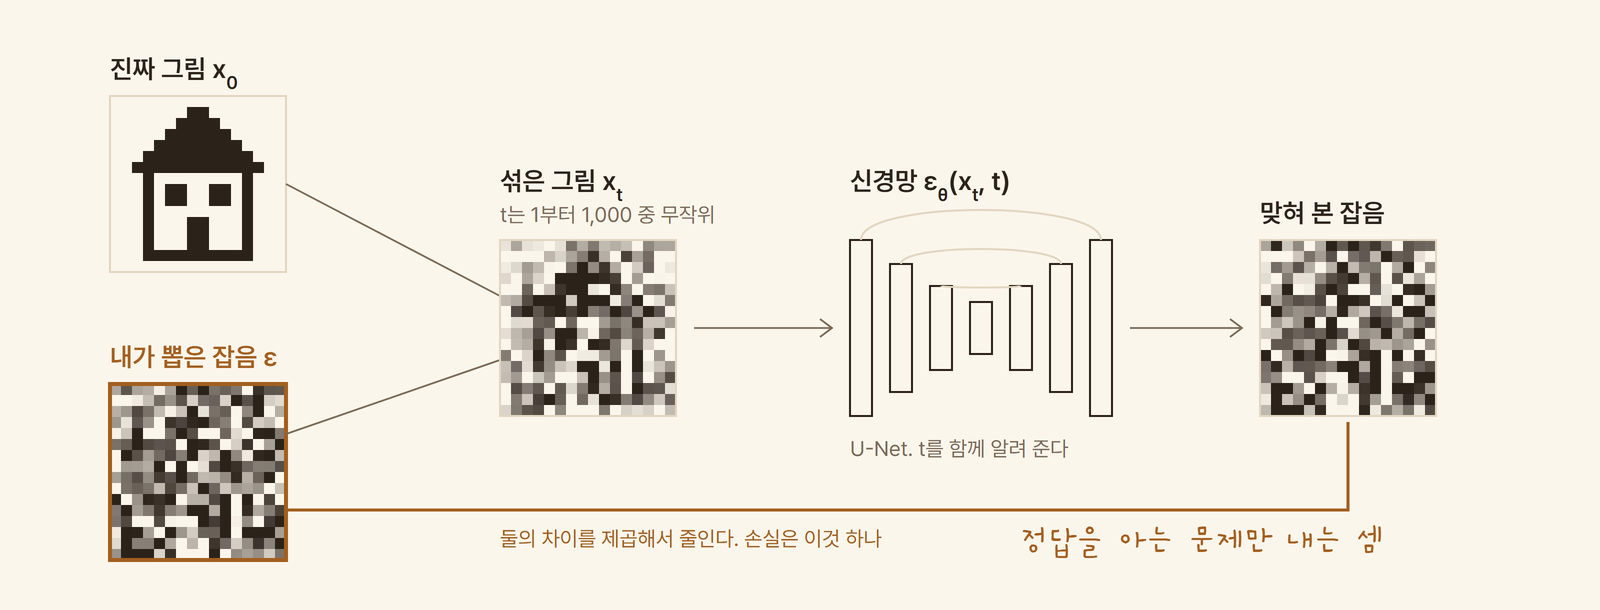 진짜 그림 x₀
섞은 그림 xₜ
t는 1부터 1,000 중 무작위
신경망 ε_θ(xₜ, t)
맞혀 본 잡음
내가 뽑은 잡음 ε
U-Net. t를 함께 알려 준다
둘의 차이를 제곱해서 줄인다. 손실은 이것 하나
정답을 아는 문제만 내는 셈